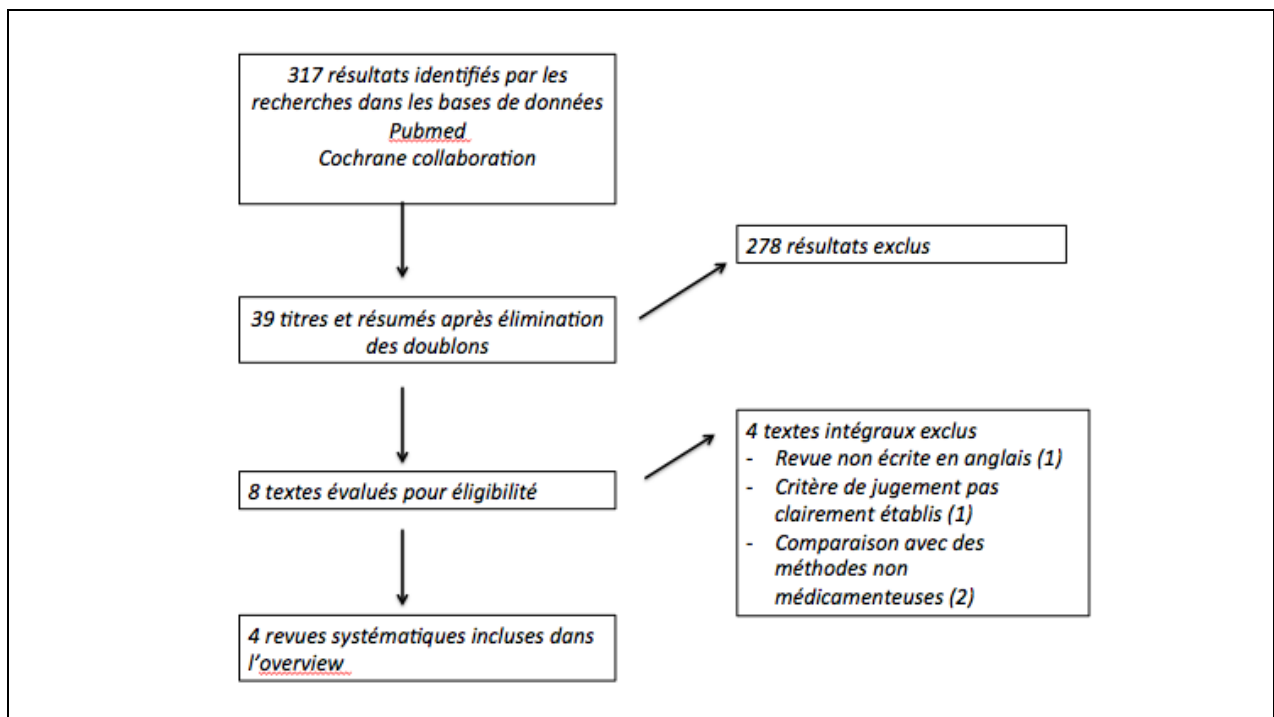 317 résultats identifiés par les
recherches dans les bases de données
Pubmed
Cochrane collaboration
278 résultats exclus
39 titres et résumés après élimination
des doublons
4 textes intégraux exclus
- Revue non écrite en anglais (1)
- Critère de jugement pas
clairement établis (1)
- Comparaison avec des
méthodes non
médicamenteuses (2)
8 textes évalués pour éligibilité
4 revues systématiques incluses dans
l'overview